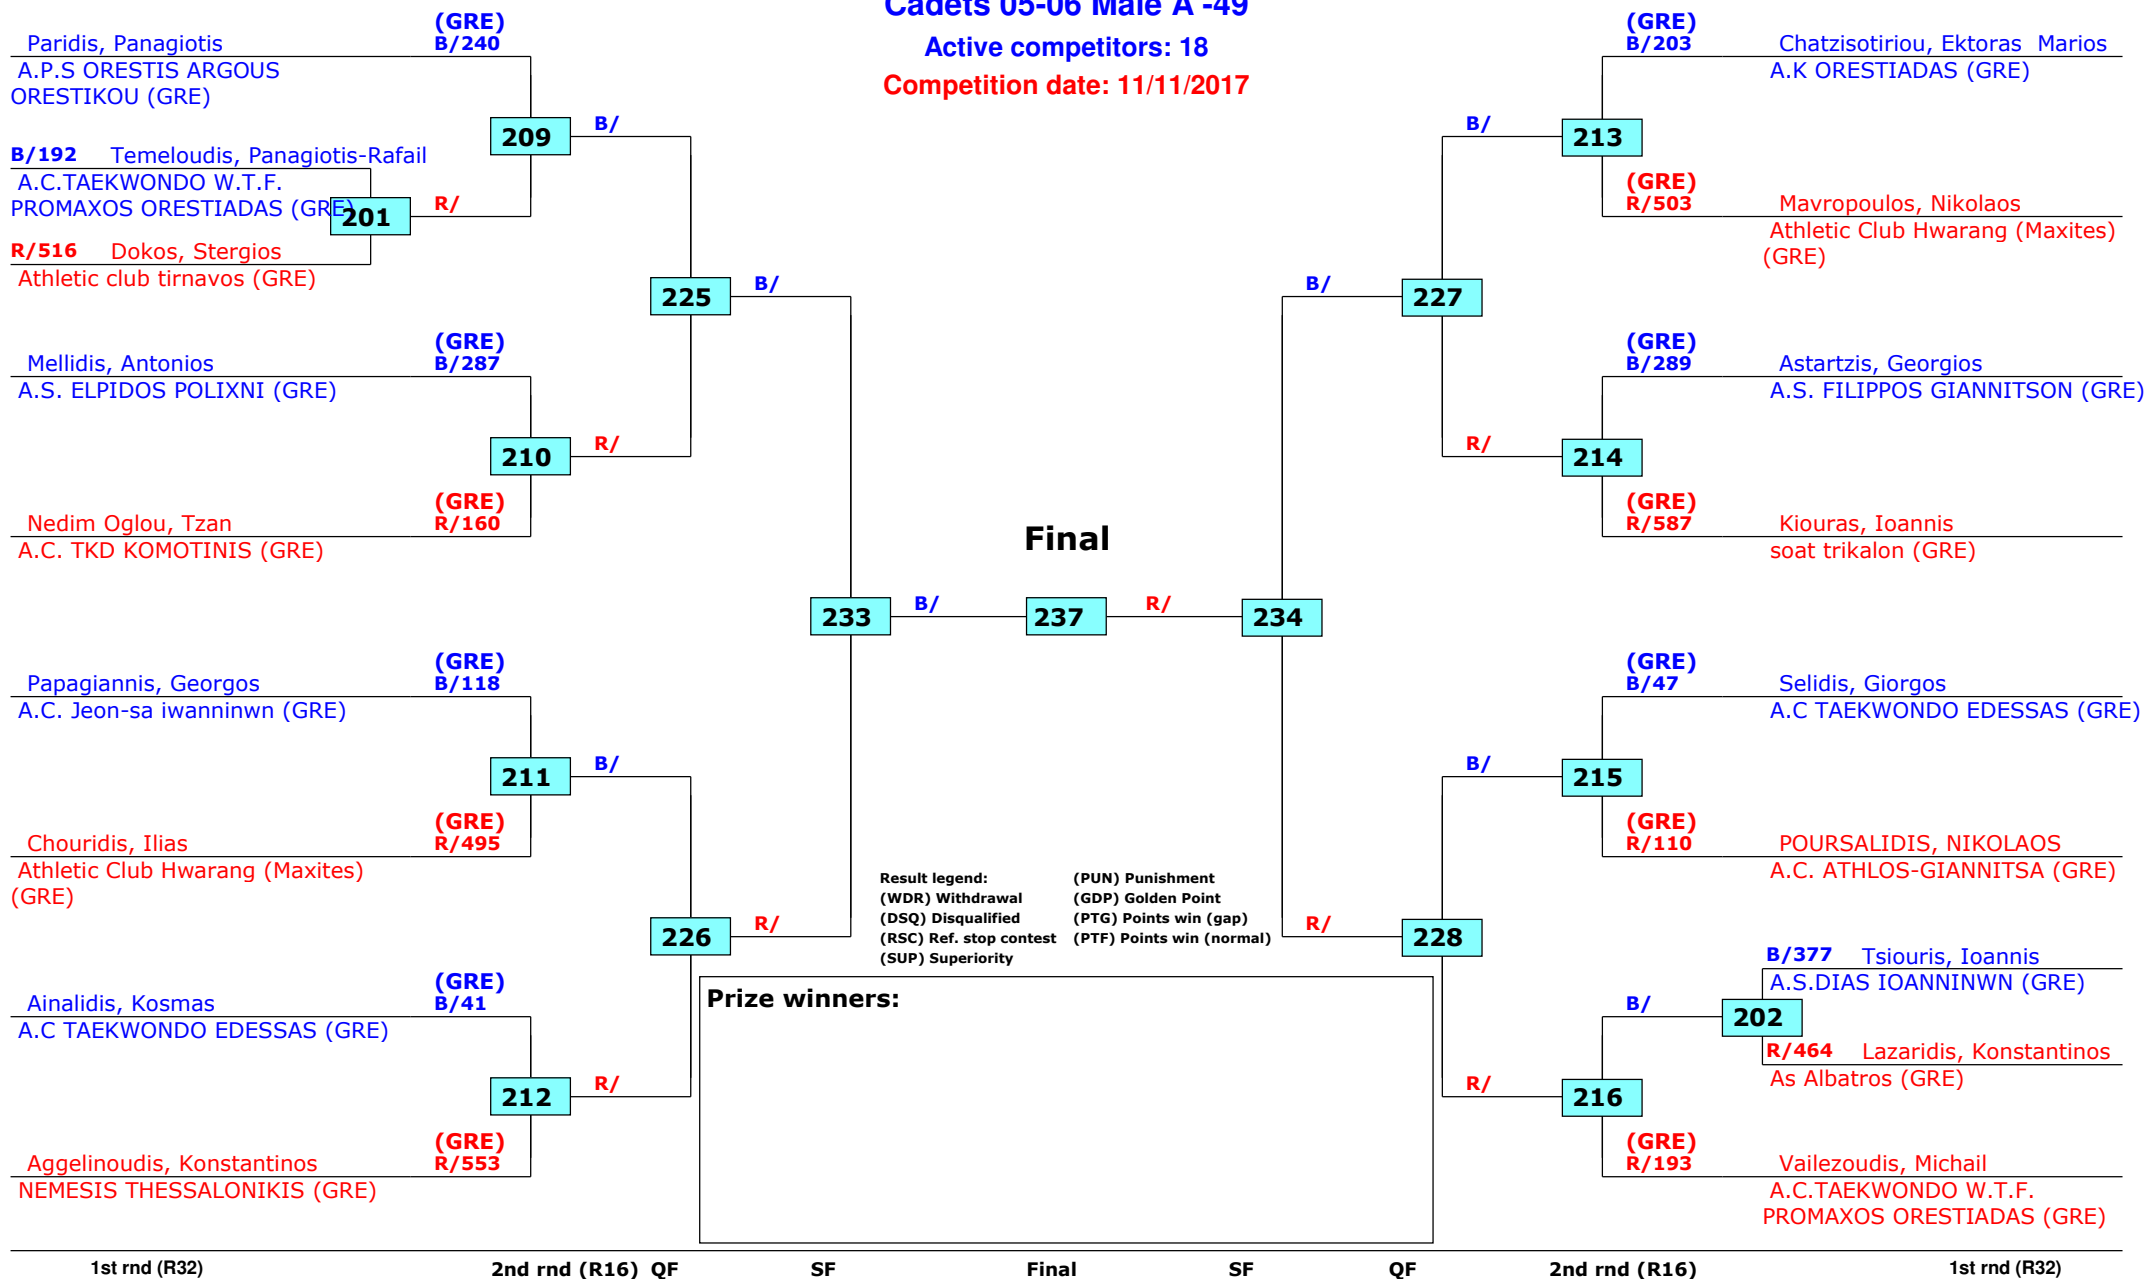 Cadets 05-06 Male A -49
Active competitors: 18
Competition date: 11/11/2017
(GRE)
Paridis, Panagiotis B/240
A.P.S ORESTIS ARGOUS
ORESTIKOU (GRE)
209
B/
B/192 Temeloudis, Panagiotis-Rafail
A.C.TAEKWONDO W.T.F.
PROMAXOS ORESTIADAS (GRE)
201
R/
R/516 Dokos, Stergios
Athletic club tirnavos (GRE)
225
B/
(GRE)
Mellidis, Antonios B/287
A.S. ELPIDOS POLIXNI (GRE)
210
R/
(GRE)
Nedim Oglou, Tzan R/160
A.C. TKD KOMOTINIS (GRE)
233
B/
(GRE)
Papagiannis, Georgos B/118
A.C. Jeon-sa iwanninwn (GRE)
211
B/
(GRE)
Chouridis, Ilias R/495
Athletic Club Hwarang (Maxites)
(GRE)
226
R/
(GRE)
Ainalidis, Kosmas B/41
A.C TAEKWONDO EDESSAS (GRE)
212
R/
(GRE)
Aggelinoudis, Konstantinos R/553
NEMESIS THESSALONIKIS (GRE)
Final
237
R/
234
(GRE)
B/203 Chatzisotiriou, Ektoras Marios
A.K ORESTIADAS (GRE)
B/
213
(GRE)
R/503 Mavropoulos, Nikolaos
Athletic Club Hwarang (Maxites)
(GRE)
B/
227
(GRE)
B/289 Astartzis, Georgios
A.S. FILIPPOS GIANNITSON (GRE)
R/
214
(GRE)
R/587 Kiouras, Ioannis
soat trikalon (GRE)
(GRE)
B/47 Selidis, Giorgos
A.C TAEKWONDO EDESSAS (GRE)
B/
215
(GRE)
R/110 POURSALIDIS, NIKOLAOS
A.C. ATHLOS-GIANNITSA (GRE)
R/
228
B/377 Tsiouris, Ioannis
A.S.DIAS IOANNINWN (GRE)
B/
202
R/464 Lazaridis, Konstantinos
As Albatros (GRE)
R/
216
(GRE)
R/193 Vailezoudis, Michail
A.C.TAEKWONDO W.T.F.
PROMAXOS ORESTIADAS (GRE)
Result legend: (PUN) Punishment
(WDR) Withdrawal (GDP) Golden Point
(DSQ) Disqualified (PTG) Points win (gap)
(RSC) Ref. stop contest (PTF) Points win (normal)
(SUP) Superiority
Prize winners:
1st rnd (R32) 2nd rnd (R16) QF SF Final SF QF 2nd rnd (R16) 1st rnd (R32)